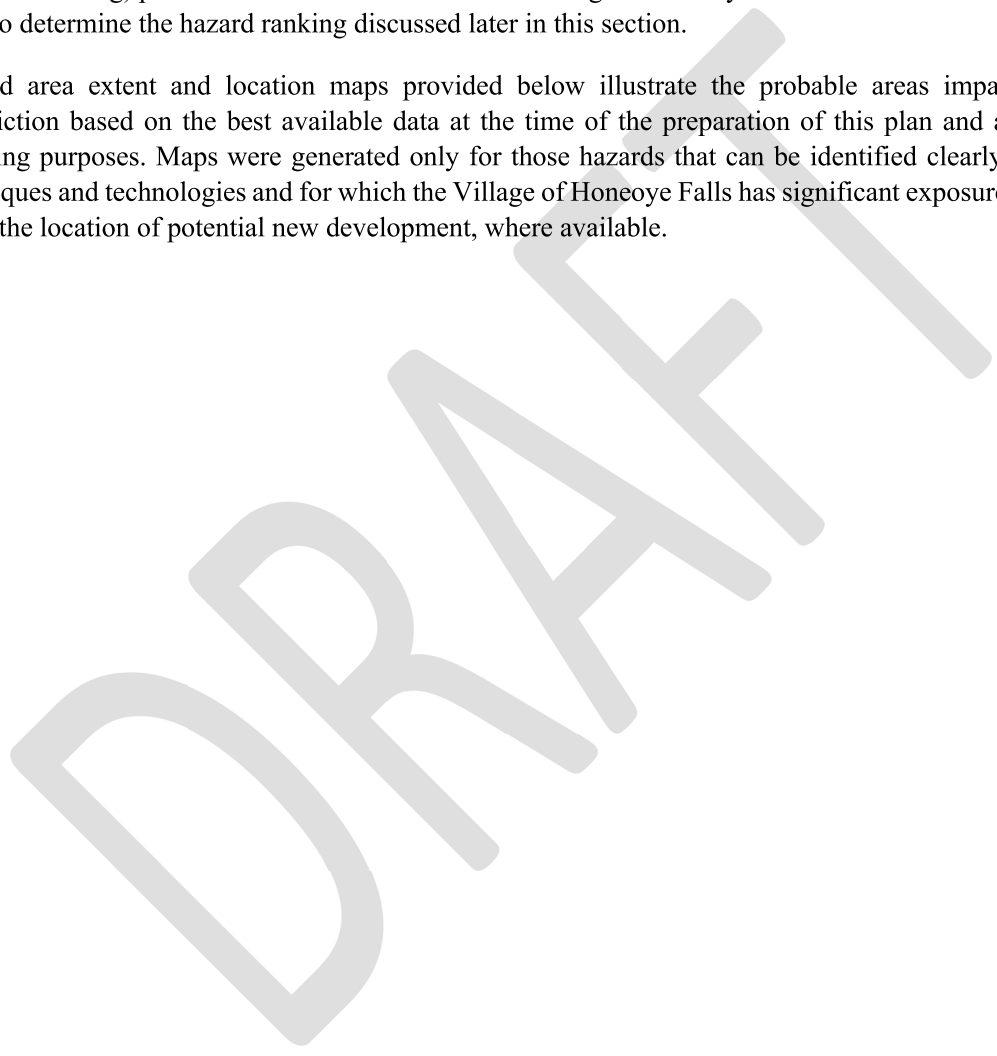 o determine the hazard ranking discussed later in this section.
d area extent and location maps provided below illustrate the probable areas impa
iction based on the best available data at the time of the preparation of this plan and a
ing purposes. Maps were generated only for those hazards that can be identified clearly
ques and technologies and for which the Village of Honeoye Falls has significant exposure
the location of potential new development, where available.
DRAFT